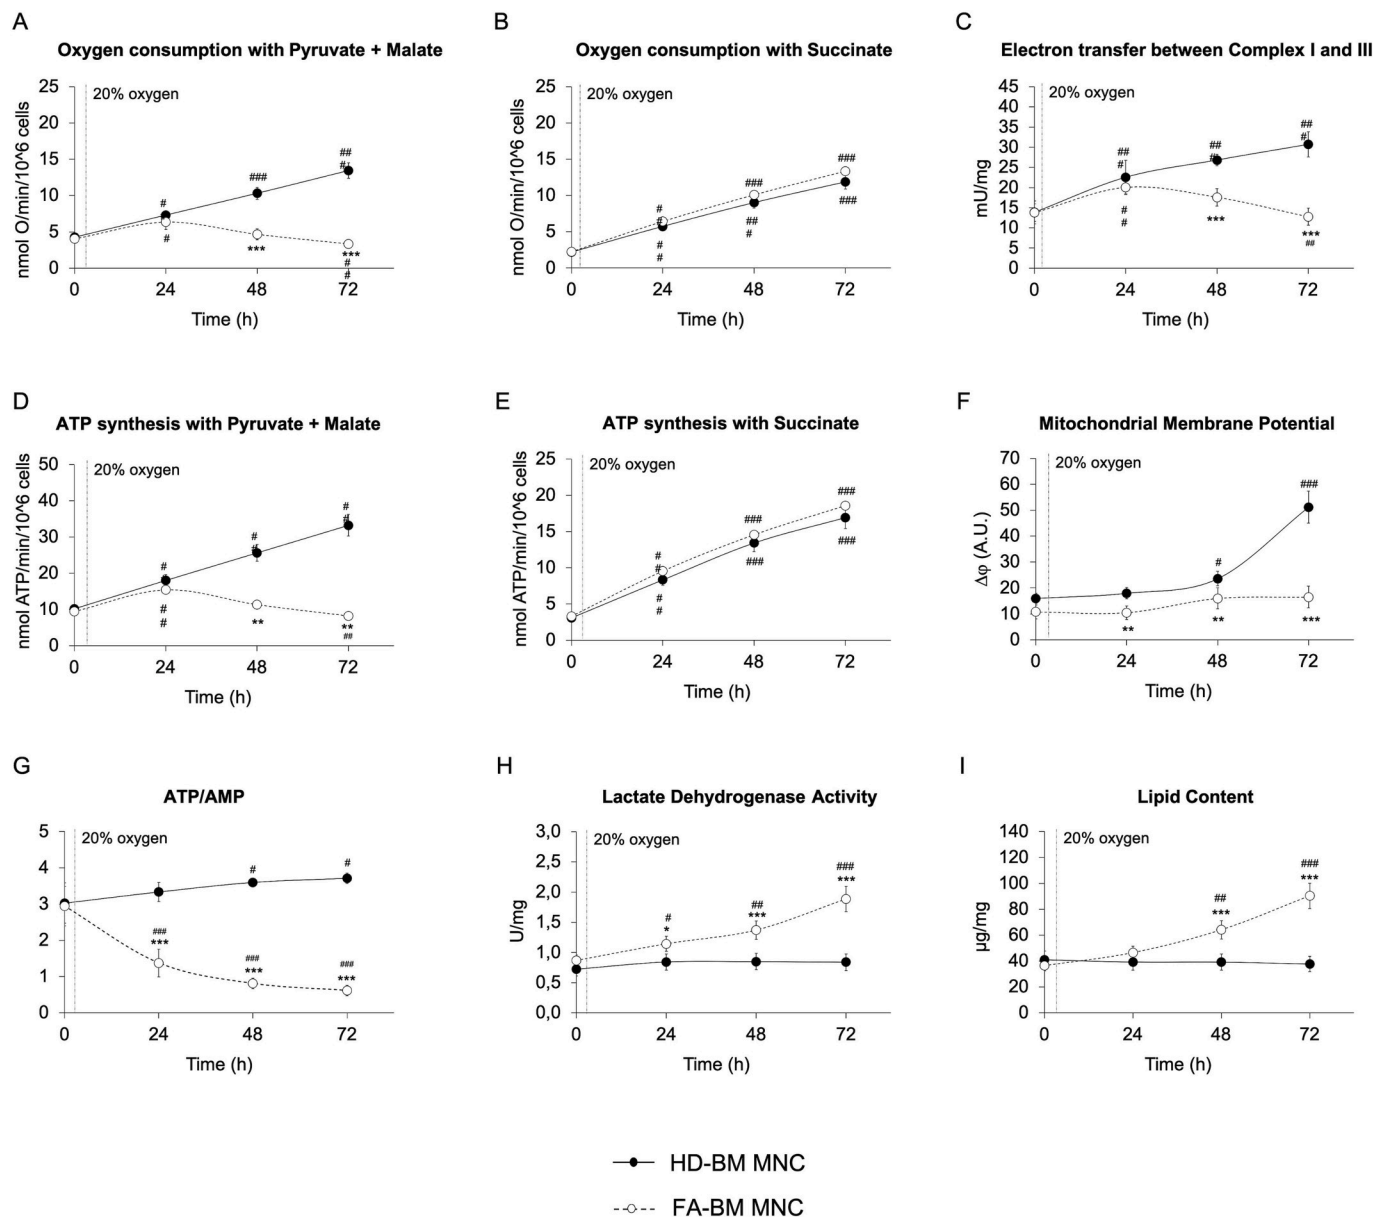 A
Oxygen consumption with Pyruvate + Malate
nmol O/min/10^6 cells
25
20
15
10
5
0
20% oxygen
#
#
###
***
##
#
***
#
#
0 24 48 72
Time (h)
B
Oxygen consumption with Succinate
nmol O/min/10^6 cells
25
20
15
10
5
0
20% oxygen
#
#
#
#
###
##
#
###
###
0 24 48 72
Time (h)
C
Electron transfer between Complex I and III
mU/mg
45
40
35
30
25
20
15
10
5
0
20% oxygen
##
#
#
#
##
#
***
##
#
***
##
0 24 48 72
Time (h)
D
ATP synthesis with Pyruvate + Malate
nmol ATP/min/10^6 cells
50
40
30
20
10
0
20% oxygen
#
#
#
#
#
**
#
#
**
##
0 24 48 72
Time (h)
E
ATP synthesis with Succinate
nmol ATP/min/10^6 cells
25
20
15
10
5
0
20% oxygen
#
#
#
#
###
###
###
###
0 24 48 72
Time (h)
F
Mitochondrial Membrane Potential
Δφ (A.U.)
70
60
50
40
30
20
10
0
20% oxygen
**
#
**
###
***
0 24 48 72
Time (h)
G
ATP/AMP
5
4
3
2
1
0
20% oxygen
###
***
#
###
***
#
###
***
0 24 48 72
Time (h)
H
Lactate Dehydrogenase Activity
U/mg
3,0
2,5
2,0
1,5
1,0
0,5
0,0
20% oxygen
#
*
##
***
###
***
0 24 48 72
Time (h)
I
Lipid Content
µg/mg
140
120
100
80
60
40
20
0
20% oxygen
##
***
###
***
0 24 48 72
Time (h)
HD-BM MNC
FA-BM MNC